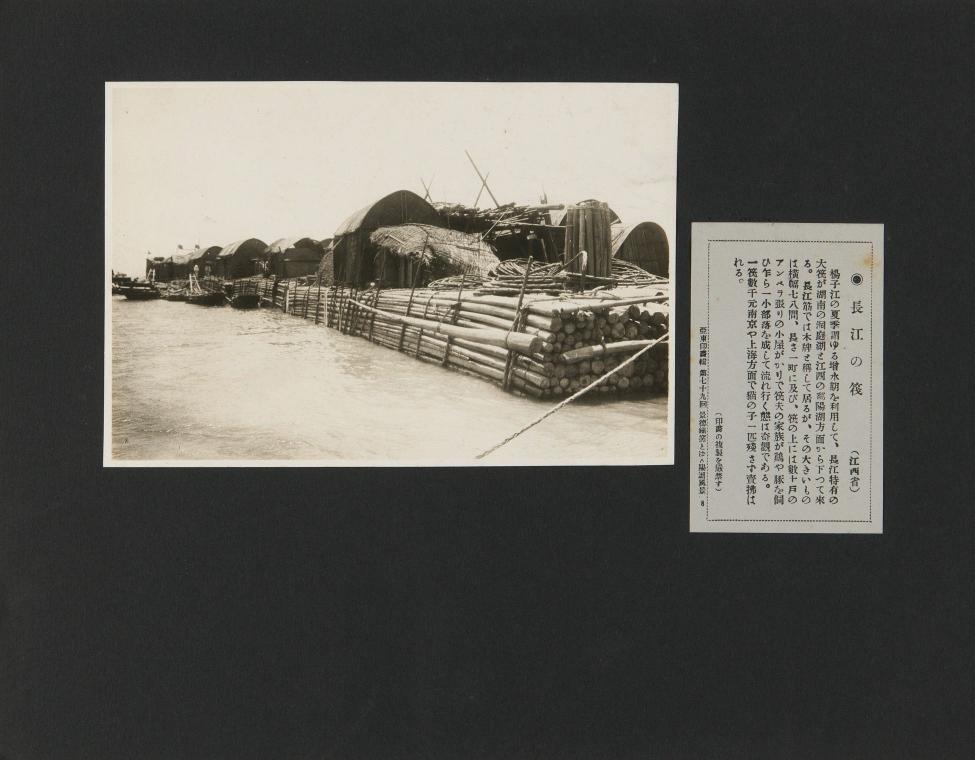 ◉ 長江の筏 (江西省)
楊子江の夏季謂ゆる增水期を利用して、長江特有の
大筏が湖南の洞庭湖と江西の鄱陽湖方面から下つて來
る。長江筋では木牌と稱して居るが、その大きいもの
は横幅七八間、長さ一町に及び、筏の上には數十戸の
アンペラ張りの小屋がかりで筏夫の家族が鷄や豚を飼
ひ乍ら一小部落を成して流れ行く態は奇觀である。
一筏數千元南京や上海方面で猫の子一匹殘さず賣拂は
れる。
(印畫の複製を嚴禁す)
亞東印畫輯 第七十九回 景德鎭窯と鄱陽湖風景 8